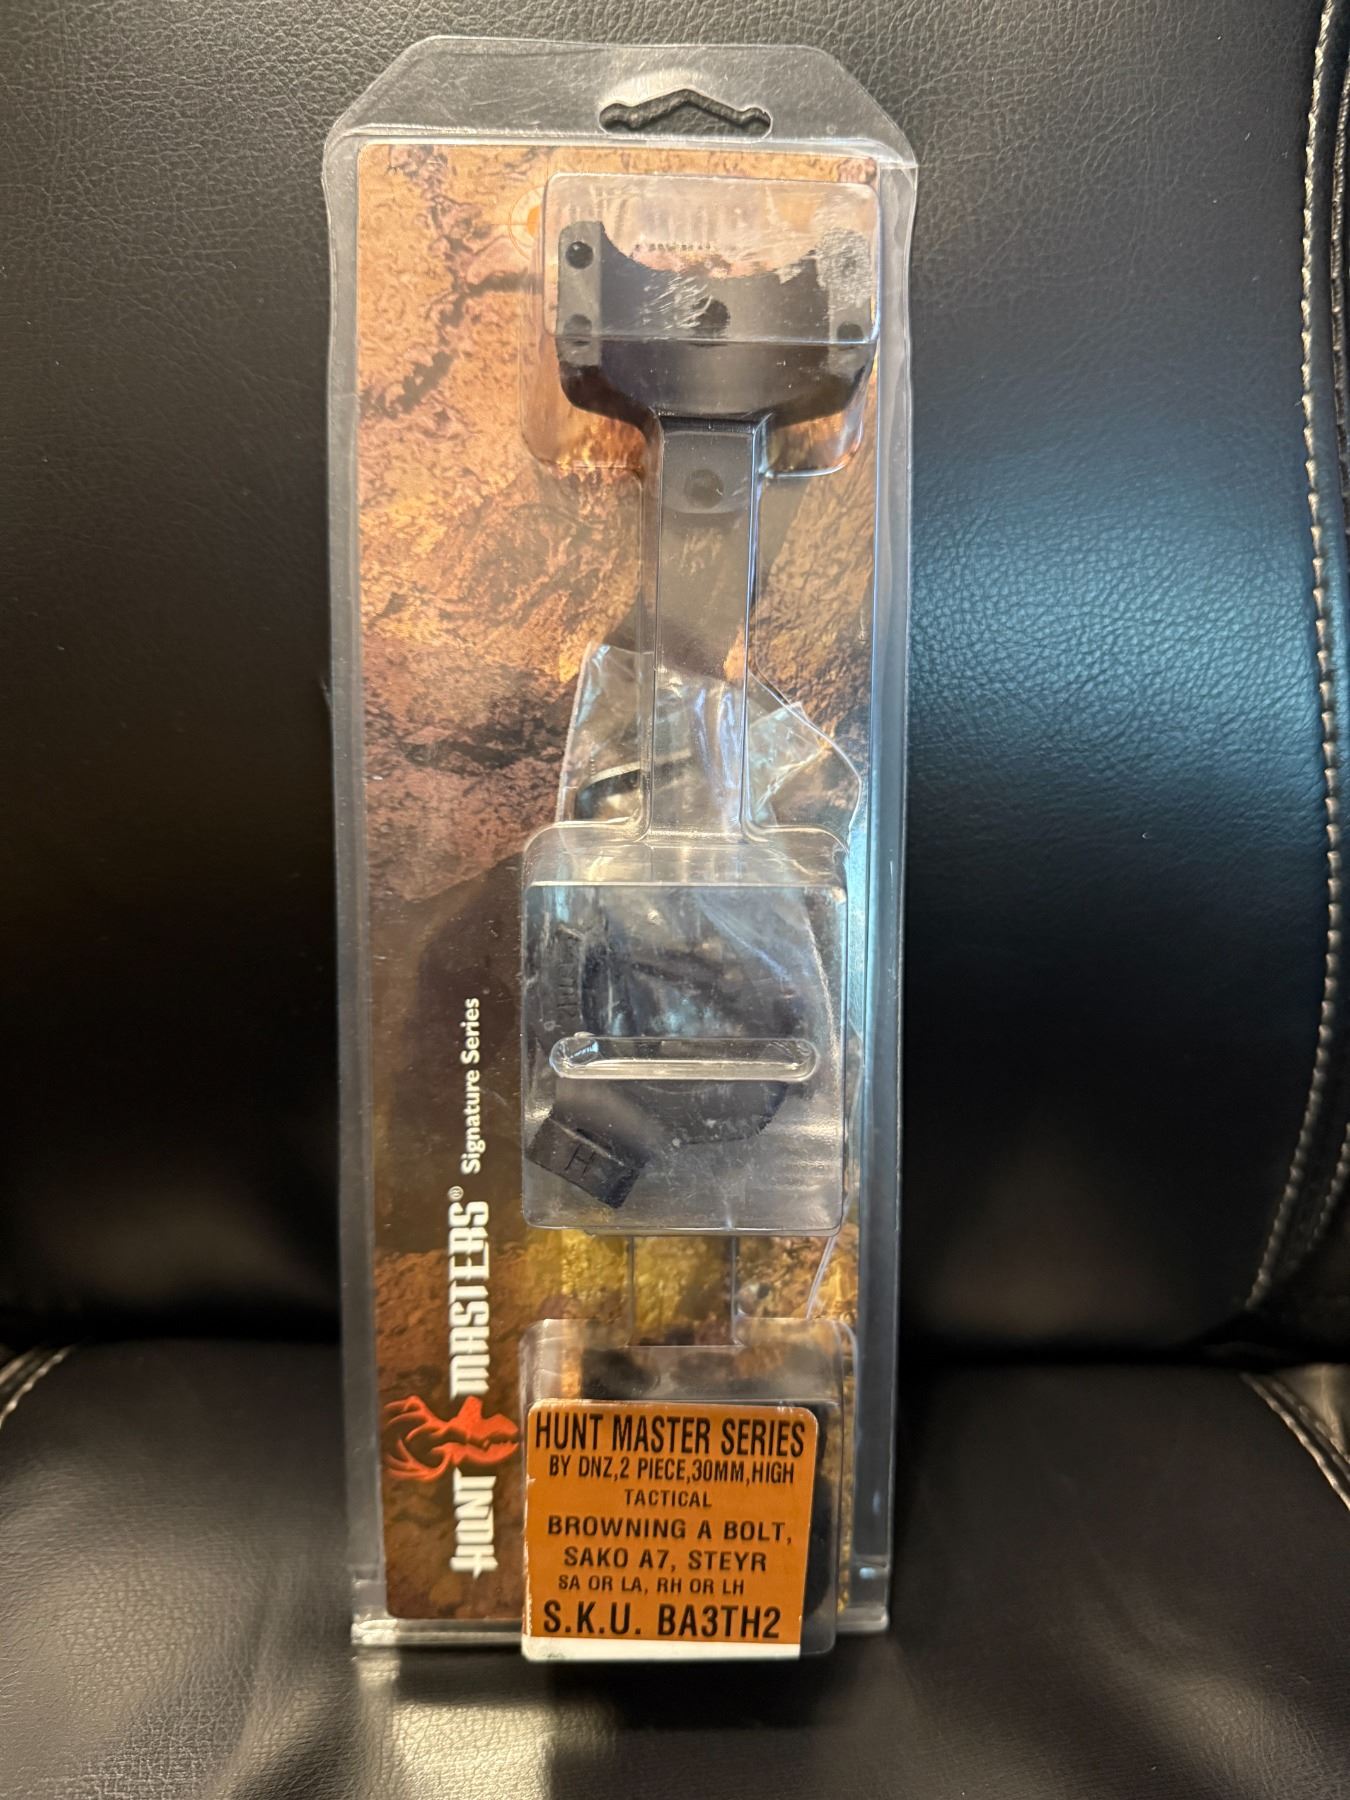 HUNT MASTERS® Signature Series
H
HUNT MASTER SERIES
BY DNZ,2 PIECE,30MM,HIGH
TACTICAL
BROWNING A BOLT,
SAKO A7, STEYR
SA OR LA, RH OR LH
S.K.U. BA3TH2